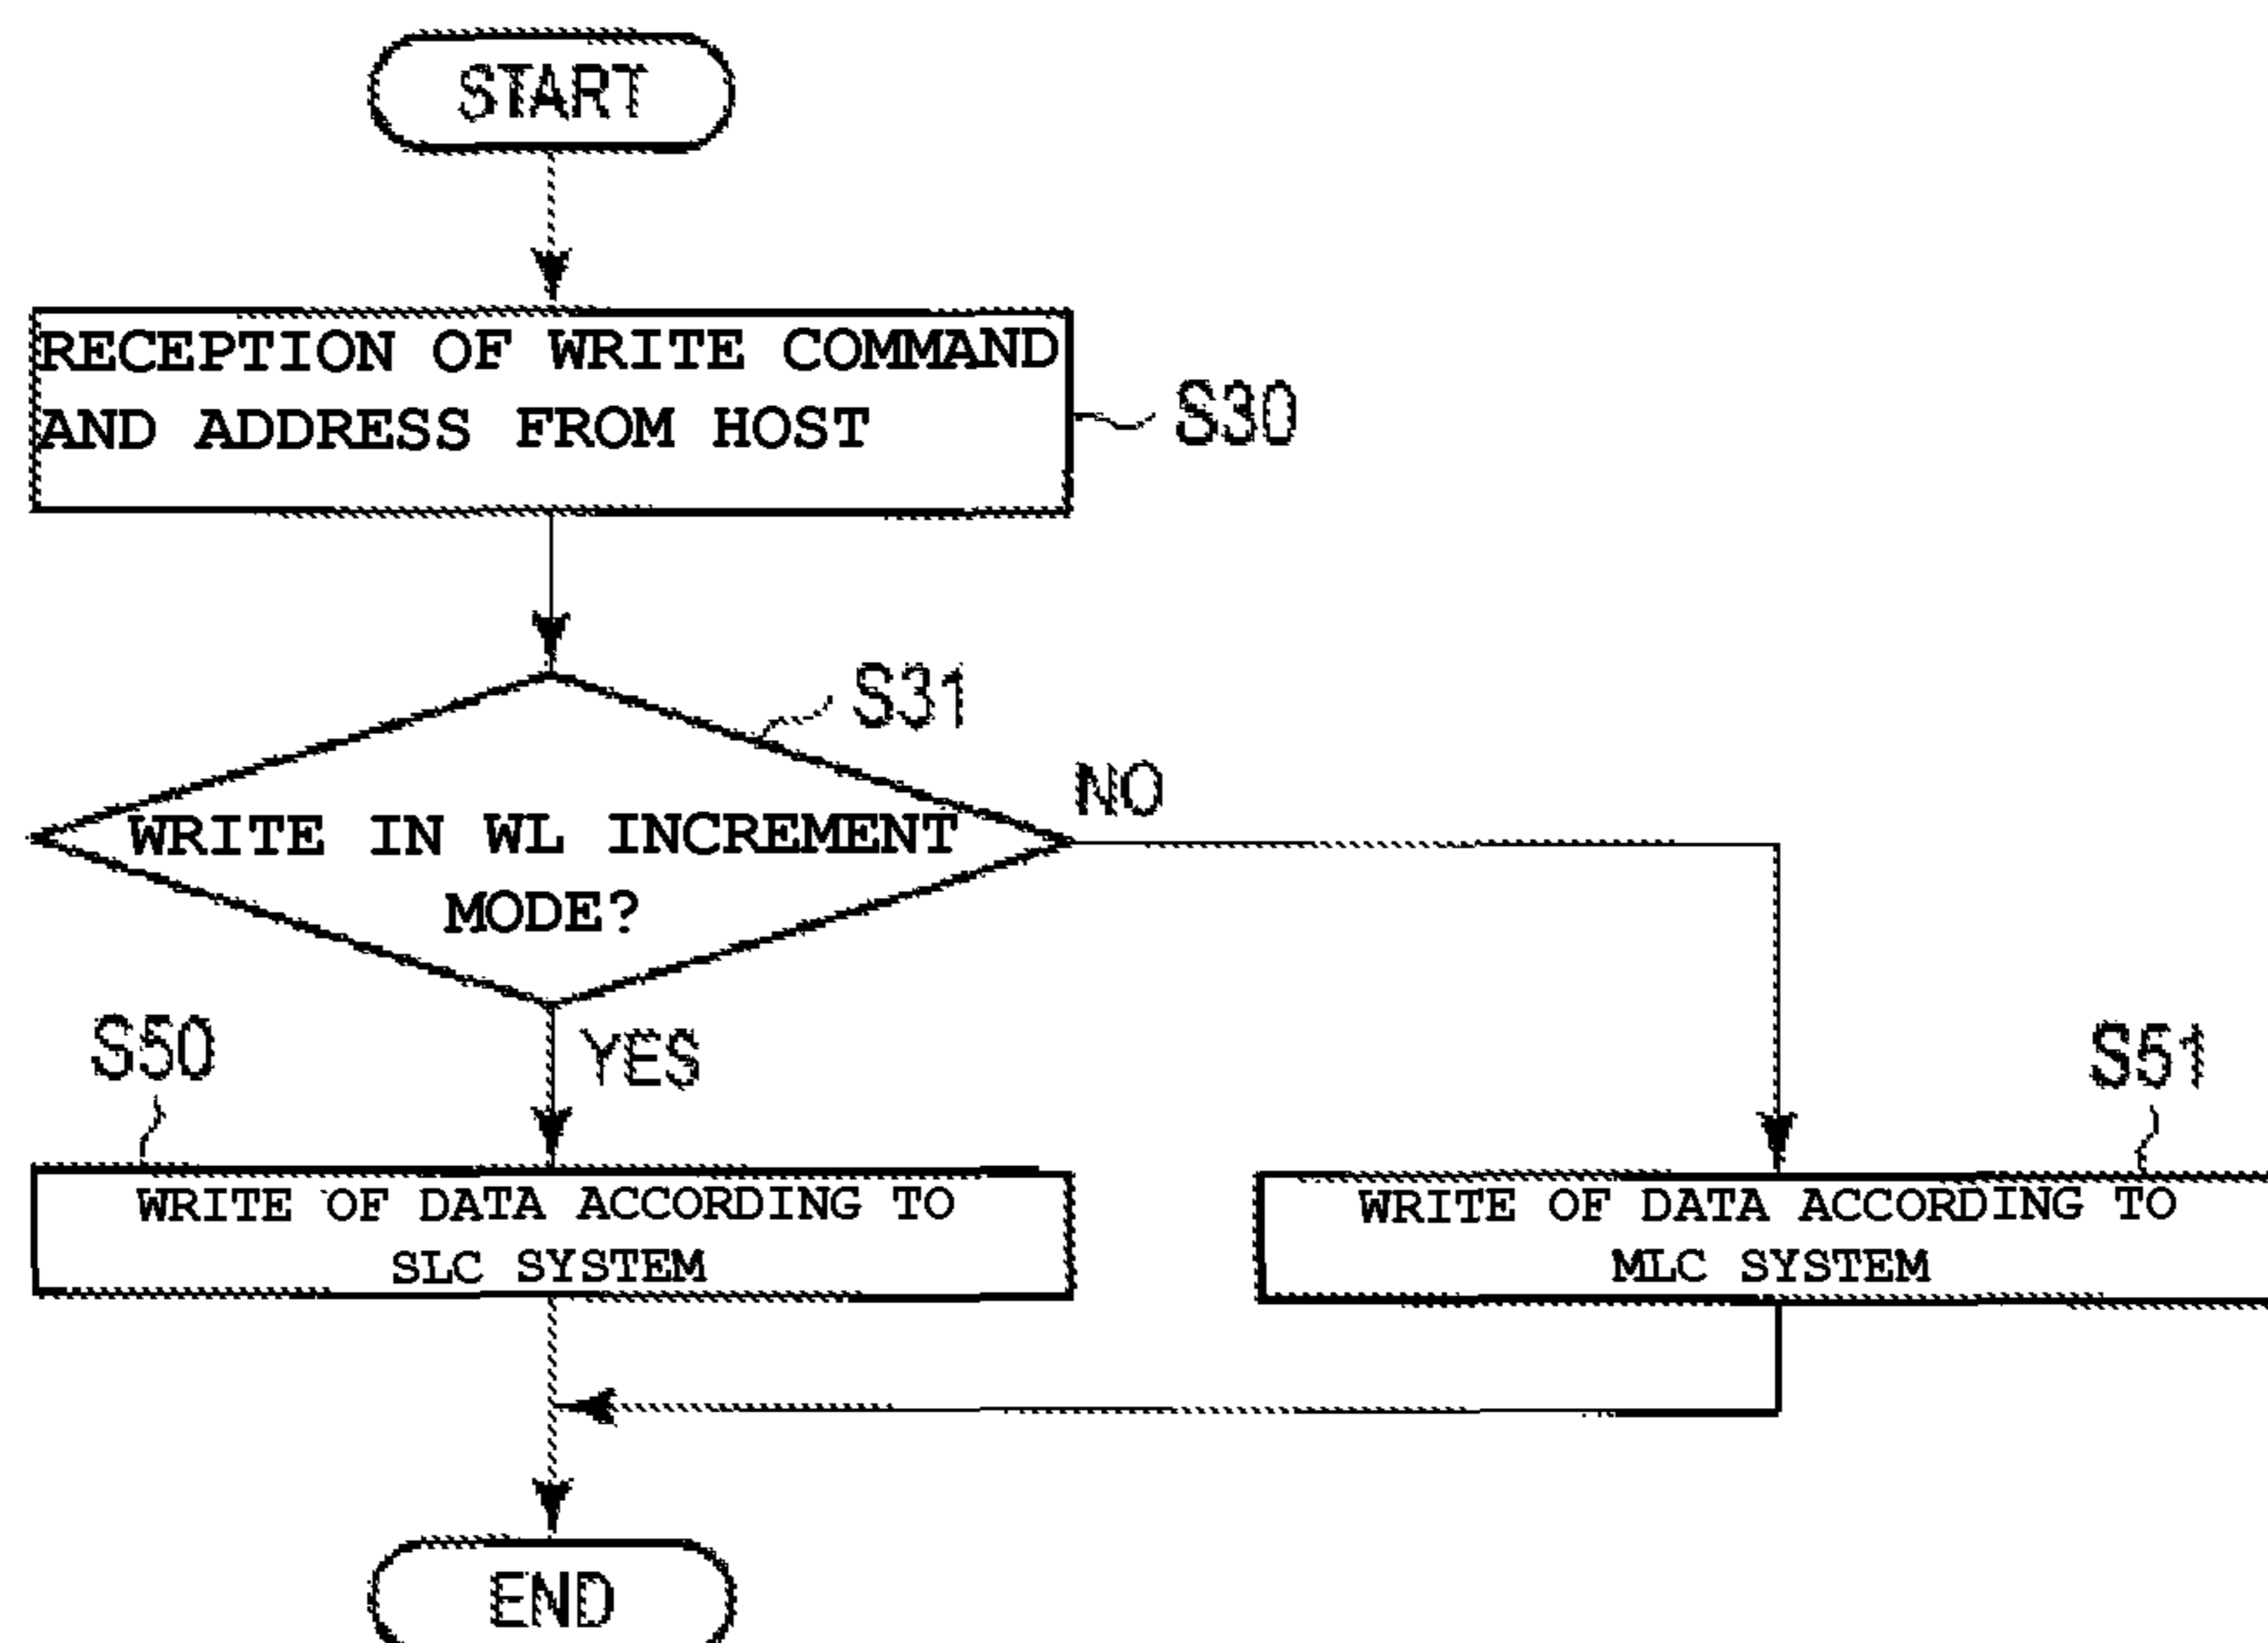 START
RECEPTION OF WRITE COMMAND
AND ADDRESS FROM HOST
S30
S31
WRITE IN WL INCREMENT
MODE?
NO
YES
S50
WRITE OF DATA ACCORDING TO
SLC SYSTEM
S51
WRITE OF DATA ACCORDING TO
MLC SYSTEM
END